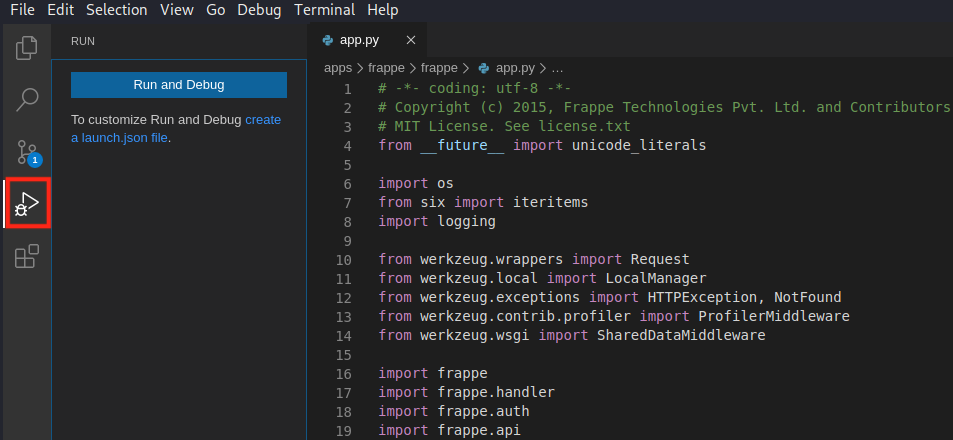 File Edit Selection View Go Debug Terminal Help
RUN
Run and Debug
To customize Run and Debug create
a launch.json file.
1
app.py
apps > frappe > frappe > app.py > ...
1 # -*- coding: utf-8 -*-
2 # Copyright (c) 2015, Frappe Technologies Pvt. Ltd. and Contributors
3 # MIT License. See license.txt
4 from __future__ import unicode_literals
5
6 import os
7 from six import iteritems
8 import logging
9
10 from werkzeug.wrappers import Request
11 from werkzeug.local import LocalManager
12 from werkzeug.exceptions import HTTPException, NotFound
13 from werkzeug.contrib.profiler import ProfilerMiddleware
14 from werkzeug.wsgi import SharedDataMiddleware
15
16 import frappe
17 import frappe.handler
18 import frappe.auth
19 import frappe.api